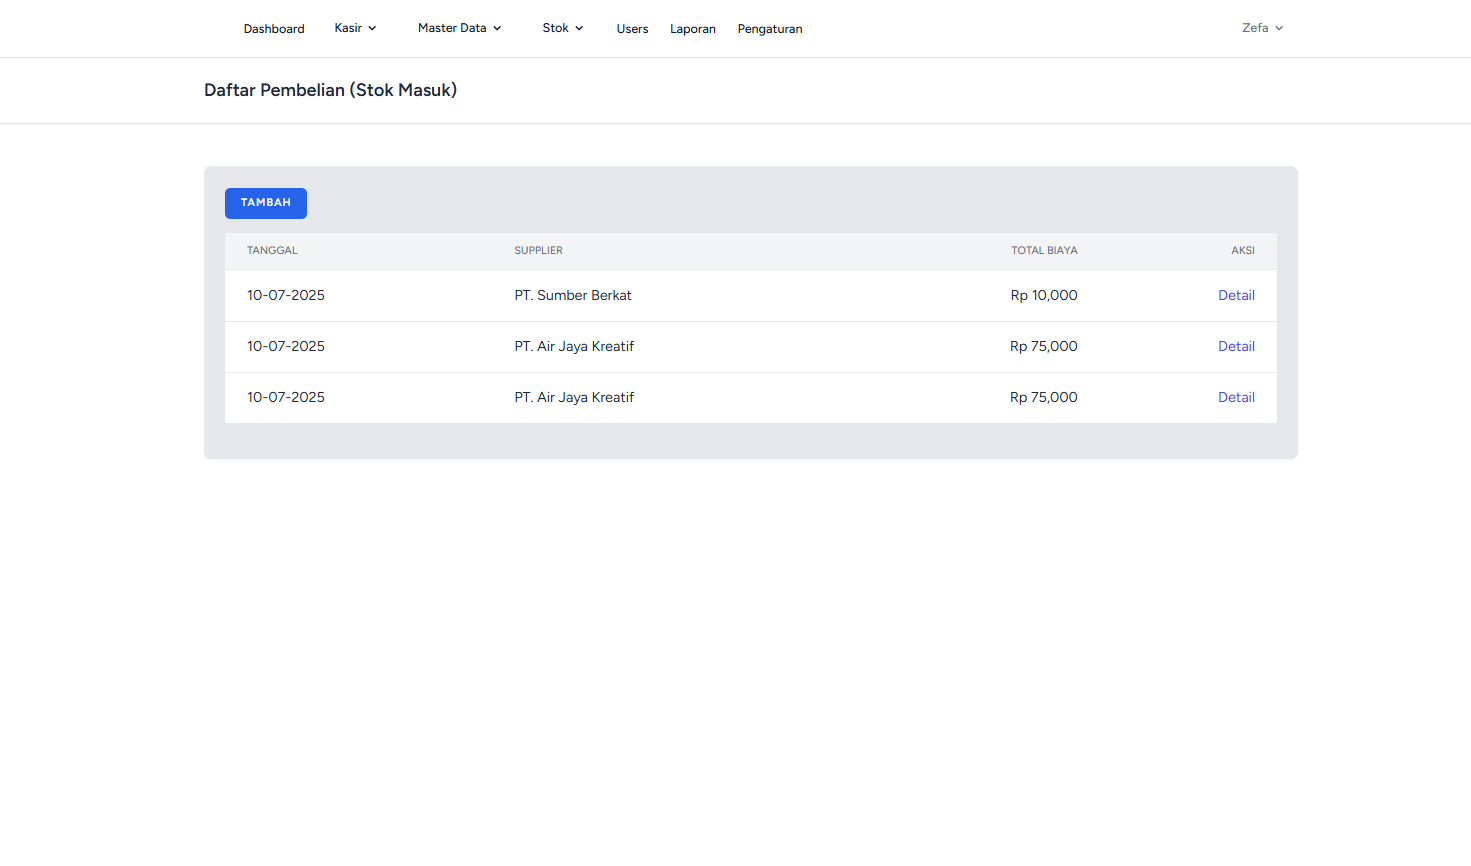 Dashboard Kasir Master Data Stok Users Laporan Pengaturan Zefa
Daftar Pembelian (Stok Masuk)
TAMBAH
TANGGAL SUPPLIER TOTAL BIAYA AKSI
10-07-2025 PT. Sumber Berkat Rp 10,000 Detail
10-07-2025 PT. Air Jaya Kreatif Rp 75,000 Detail
10-07-2025 PT. Air Jaya Kreatif Rp 75,000 Detail